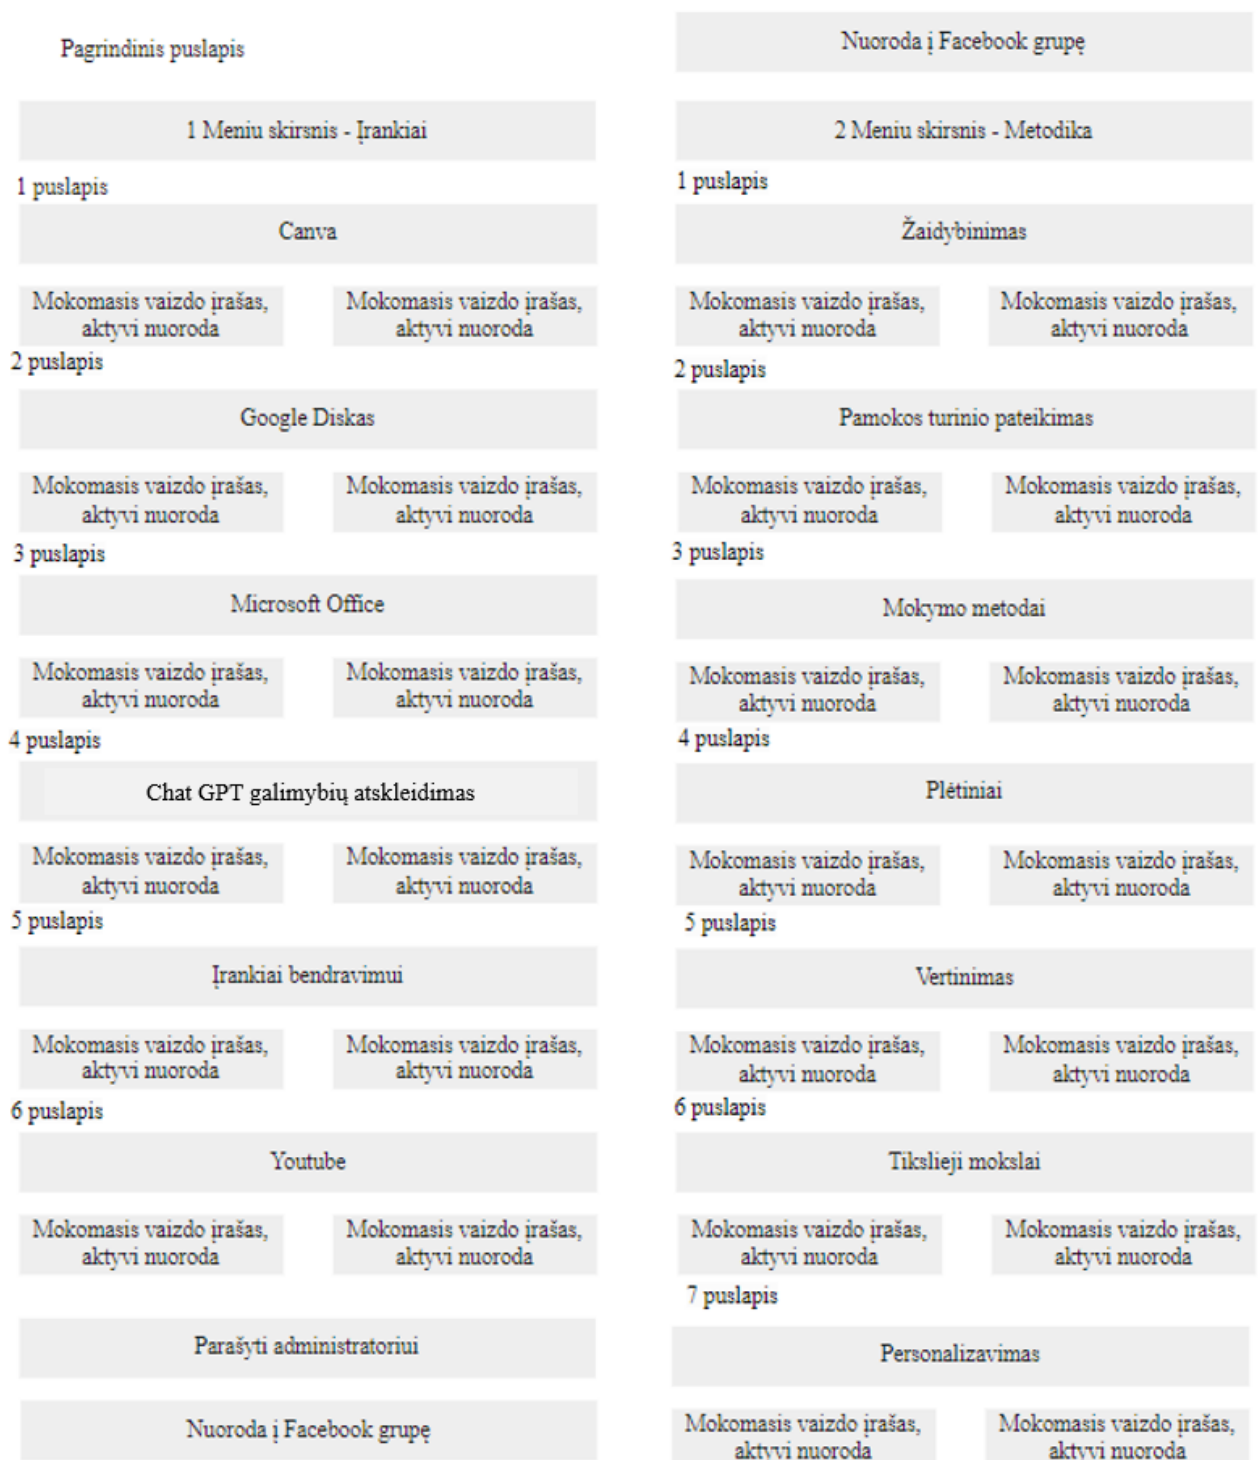 Pagrindinis puslapis
1 Meniu skirsnis - Įrankiai
1 puslapis
Canva
Mokomasis vaizdo įrašas,
aktyvi nuoroda
Mokomasis vaizdo įrašas,
aktyvi nuoroda
2 puslapis
Google Diskas
Mokomasis vaizdo įrašas,
aktyvi nuoroda
Mokomasis vaizdo įrašas,
aktyvi nuoroda
3 puslapis
Microsoft Office
Mokomasis vaizdo įrašas,
aktyvi nuoroda
Mokomasis vaizdo įrašas,
aktyvi nuoroda
4 puslapis
Chat GPT galimybių atskleidimas
Mokomasis vaizdo įrašas,
aktyvi nuoroda
Mokomasis vaizdo įrašas,
aktyvi nuoroda
5 puslapis
Įrankiai bendravimui
Mokomasis vaizdo įrašas,
aktyvi nuoroda
Mokomasis vaizdo įrašas,
aktyvi nuoroda
6 puslapis
Youtube
Mokomasis vaizdo įrašas,
aktyvi nuoroda
Mokomasis vaizdo įrašas,
aktyvi nuoroda
Parašyti administratoriui
Nuoroda į Facebook grupę
Nuoroda į Facebook grupę
2 Meniu skirsnis - Metodika
1 puslapis
Žaidybinimas
Mokomasis vaizdo įrašas,
aktyvi nuoroda
Mokomasis vaizdo įrašas,
aktyvi nuoroda
2 puslapis
Pamokos turinio pateikimas
Mokomasis vaizdo įrašas,
aktyvi nuoroda
Mokomasis vaizdo įrašas,
aktyvi nuoroda
3 puslapis
Mokymo metodai
Mokomasis vaizdo įrašas,
aktyvi nuoroda
Mokomasis vaizdo įrašas,
aktyvi nuoroda
4 puslapis
Plėtiniai
Mokomasis vaizdo įrašas,
aktyvi nuoroda
Mokomasis vaizdo įrašas,
aktyvi nuoroda
5 puslapis
Vertinimas
Mokomasis vaizdo įrašas,
aktyvi nuoroda
Mokomasis vaizdo įrašas,
aktyvi nuoroda
6 puslapis
Tikslieji mokslai
Mokomasis vaizdo įrašas,
aktyvi nuoroda
Mokomasis vaizdo įrašas,
aktyvi nuoroda
7 puslapis
Personalizavimas
Mokomasis vaizdo įrašas,
aktyvi nuoroda
Mokomasis vaizdo įrašas,
aktyvi nuoroda